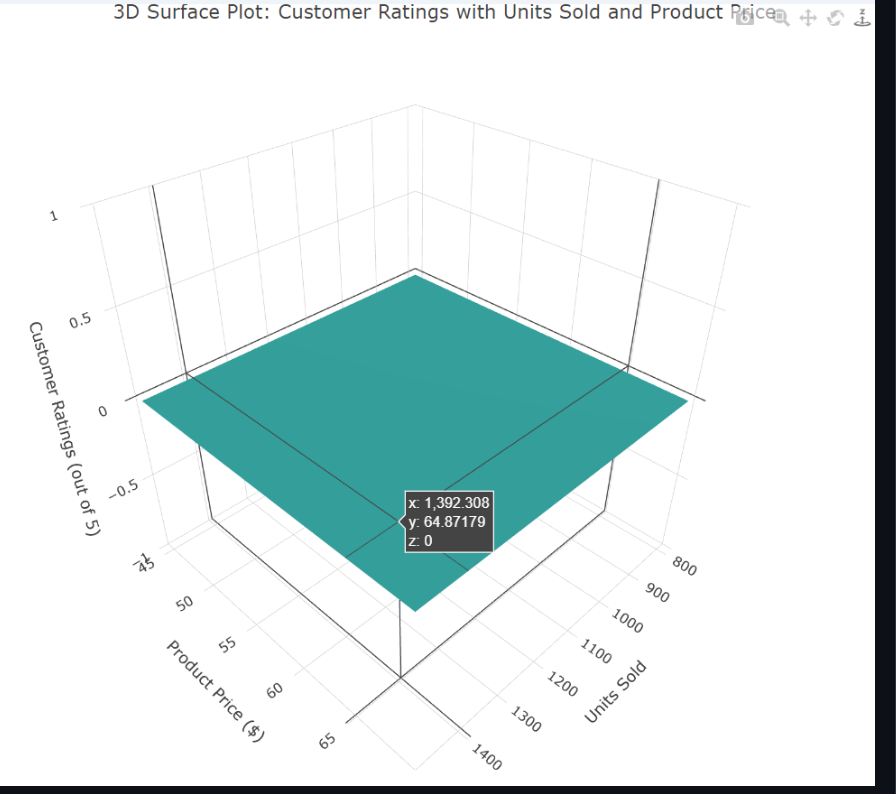 3D Surface Plot: Customer Ratings with Units Sold and Product Price
z
1
0.5
0
−0.5
−1
Customer Ratings (out of 5)
x: 1,392.308
y: 64.87179
z: 0
45
50
55
60
65
Product Price ($)
800
900
1000
1100
1200
1300
1400
Units Sold